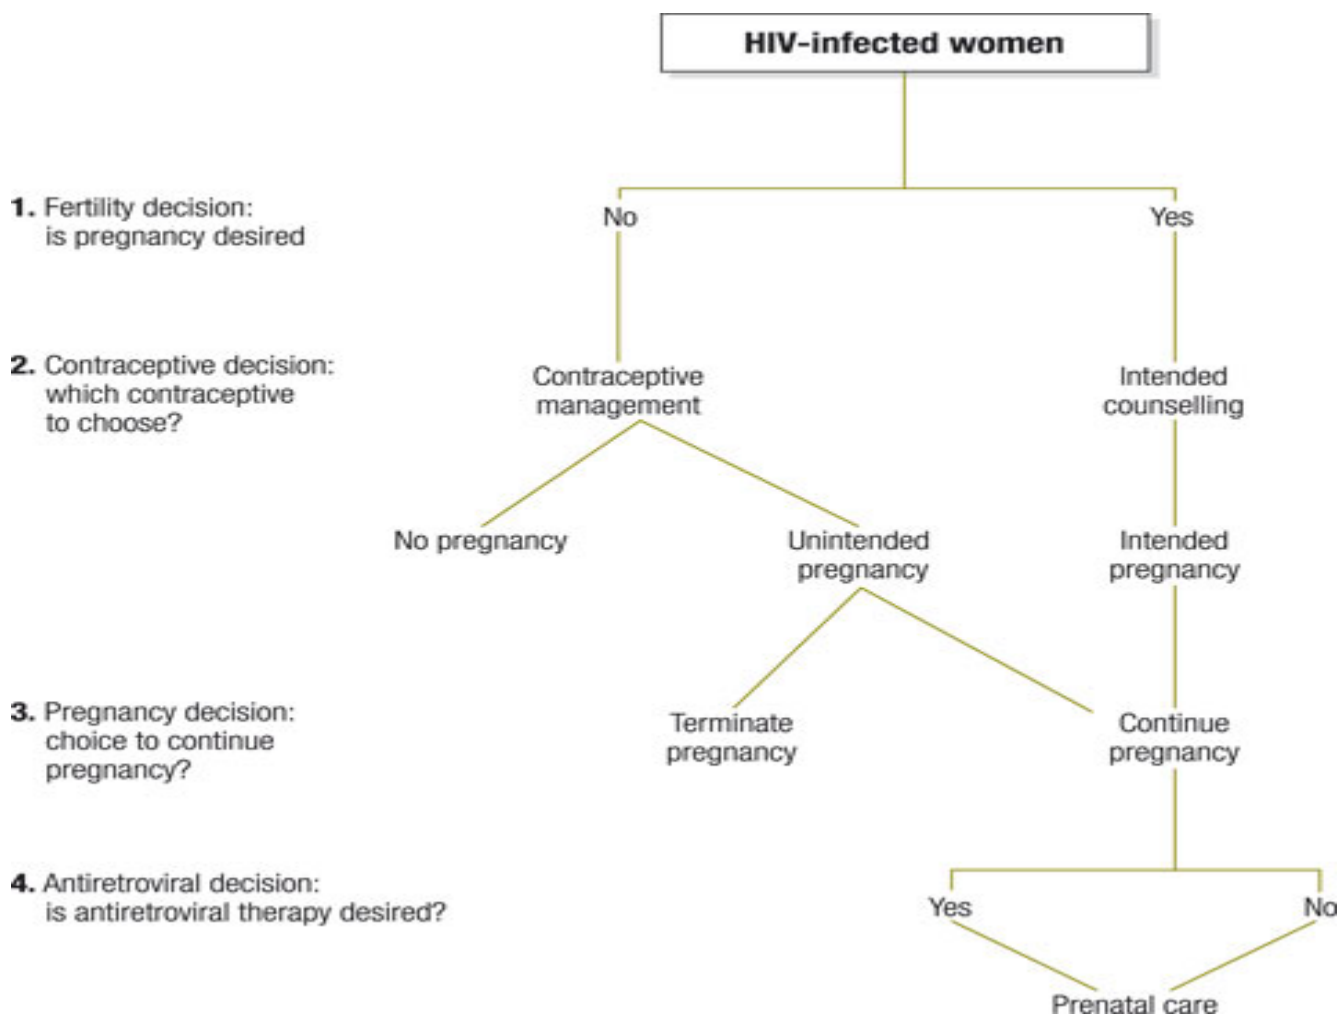 HIV-infected women
1. Fertility decision:
is pregnancy desired
No
Yes
2. Contraceptive decision:
which contraceptive
to choose?
Contraceptive
management
Intended
counselling
No pregnancy
Unintended
pregnancy
Intended
pregnancy
3. Pregnancy decision:
choice to continue
pregnancy?
Terminate
pregnancy
Continue
pregnancy
4. Antiretroviral decision:
is antiretroviral therapy desired?
Yes
No
Prenatal care